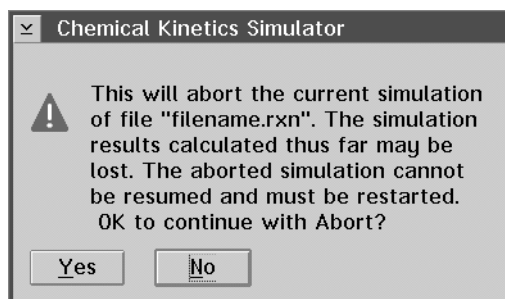 Chemical Kinetics Simulator
This will abort the current simulation
of file "filename.rxn". The simulation
results calculated thus far may be
lost. The aborted simulation cannot
be resumed and must be restarted.
OK to continue with Abort?
Yes No